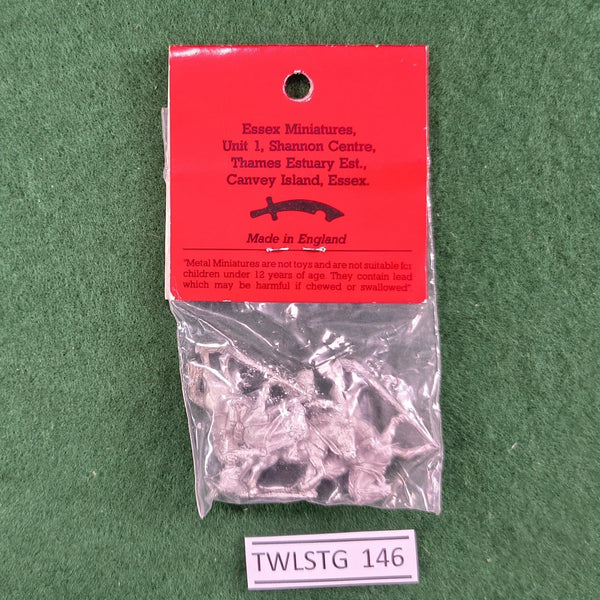 Essex Miniatures,
Unit 1, Shannon Centre,
Thames Estuary Est.,
Canvey Island, Essex.
Made in England
"Metal Miniatures are not toys and are not suitable for
children under 12 years of age. They contain lead
which may be harmful if chewed or swallowed".
TWLSTG 146